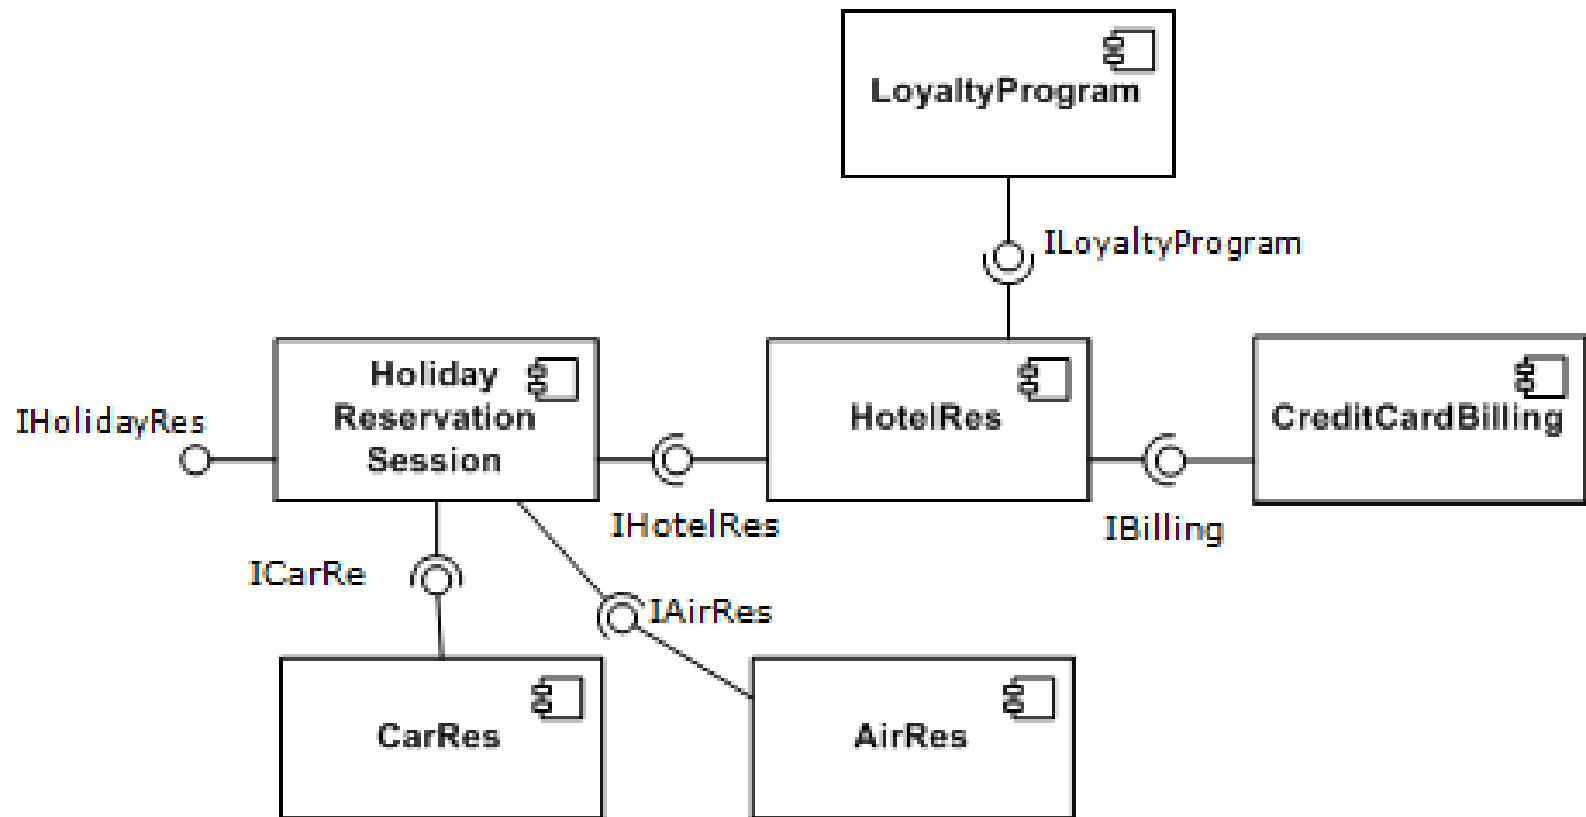 LoyaltyProgram
ILoyaltyProgram
Holiday
Reservation
Session
HotelRes
CreditCardBilling
IHolidayRes
IHotelRes
IBilling
ICarRe
IAirRes
CarRes
AirRes